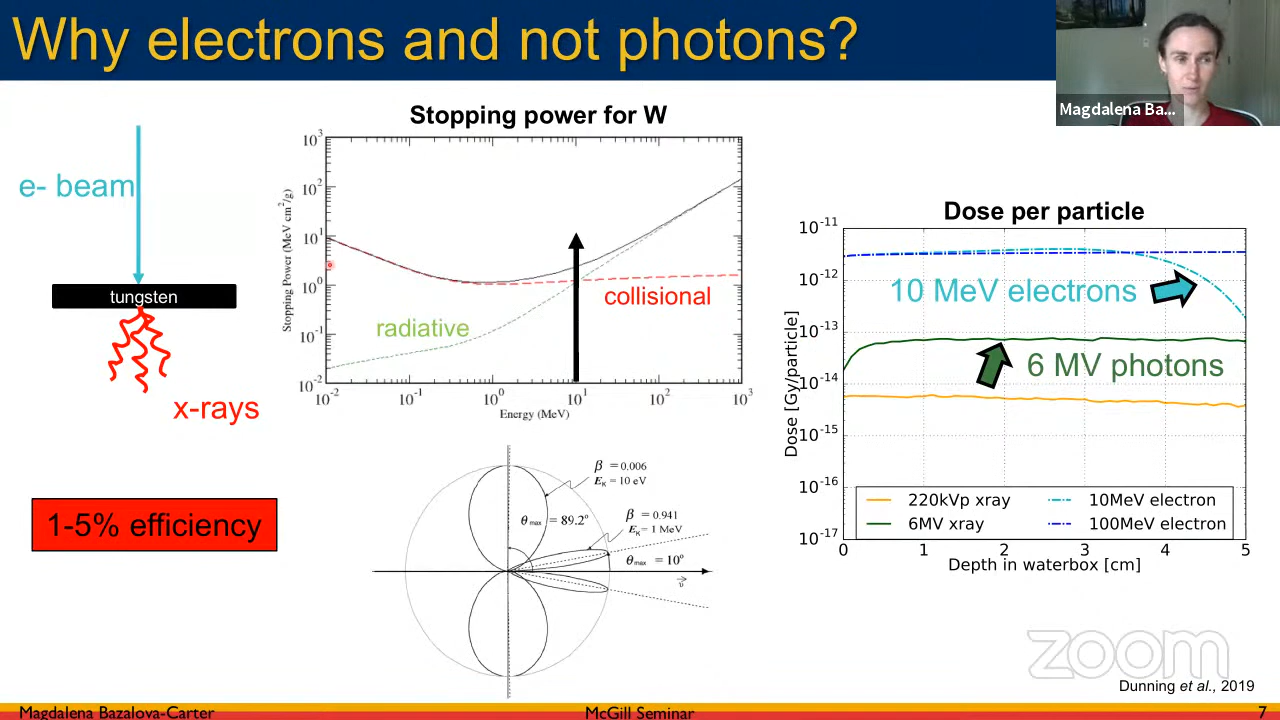 Why electrons and not photons?
Magdalena Ba...
e- beam
tungsten
x-rays
1-5% efficiency
Stopping power for W
Stopping Power (MeV cm²/g)
10³
10²
10¹
10⁰
10⁻¹
10⁻²
radiative
collisional
10⁻² 10⁻¹ 10⁰ 10¹ 10² 10³
Energy (MeV)
β = 0.006
E_K = 10 eV
θ max = 89.2°
β = 0.941
E_K = 1 MeV
θ max = 10°
υ
Dose per particle
Dose [Gy/particle]
10⁻¹¹
10⁻¹²
10⁻¹³
10⁻¹⁴
10⁻¹⁵
10⁻¹⁶
10⁻¹⁷
10 MeV electrons
6 MV photons
220kVp xray
6MV xray
10MeV electron
100MeV electron
0 1 2 3 4 5
Depth in waterbox [cm]
zoom
Dunning et al., 2019
Magdalena Bazalova-Carter
McGill Seminar
7